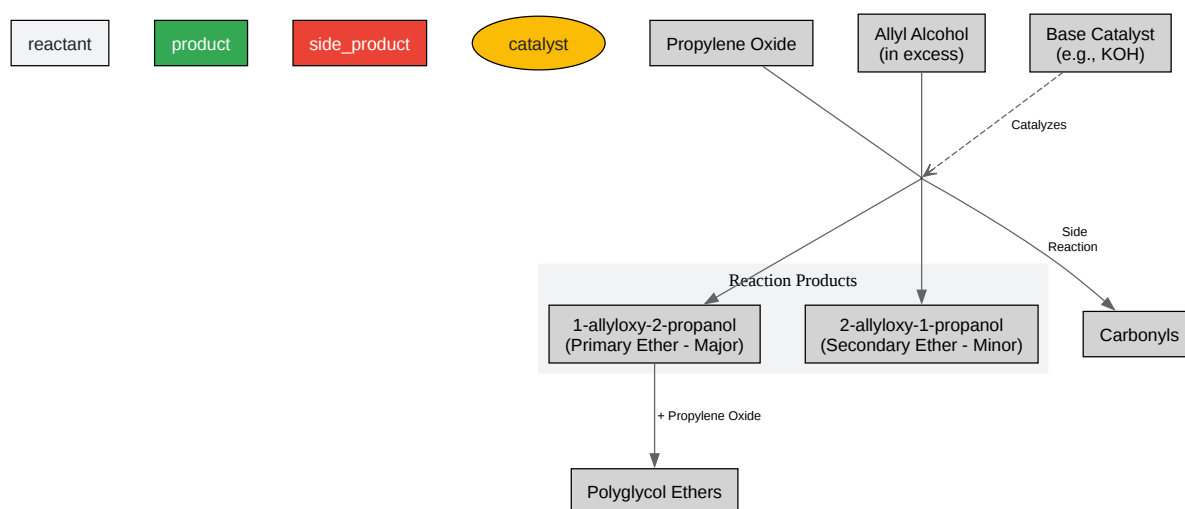 reactant
product
side_product
catalyst
Propylene Oxide
Allyl Alcohol
(in excess)
Base Catalyst
(e.g., KOH)
Catalyzes
Side
Reaction
Reaction Products
1-allyloxy-2-propanol
(Primary Ether - Major)
2-allyloxy-1-propanol
(Secondary Ether - Minor)
Carbonyls
+ Propylene Oxide
Polyglycol Ethers